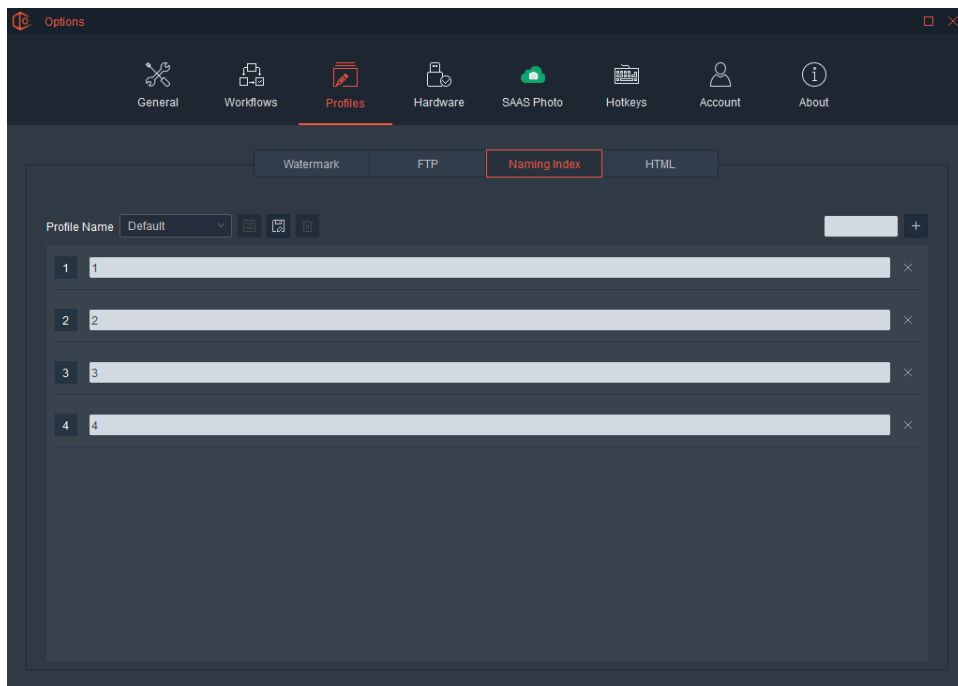 Options
General Workflows Profiles Hardware SAAS Photo Hotkeys Account About
Watermark FTP Naming Index HTML
Profile Name Default +
1 1
2 2
3 3
4 4